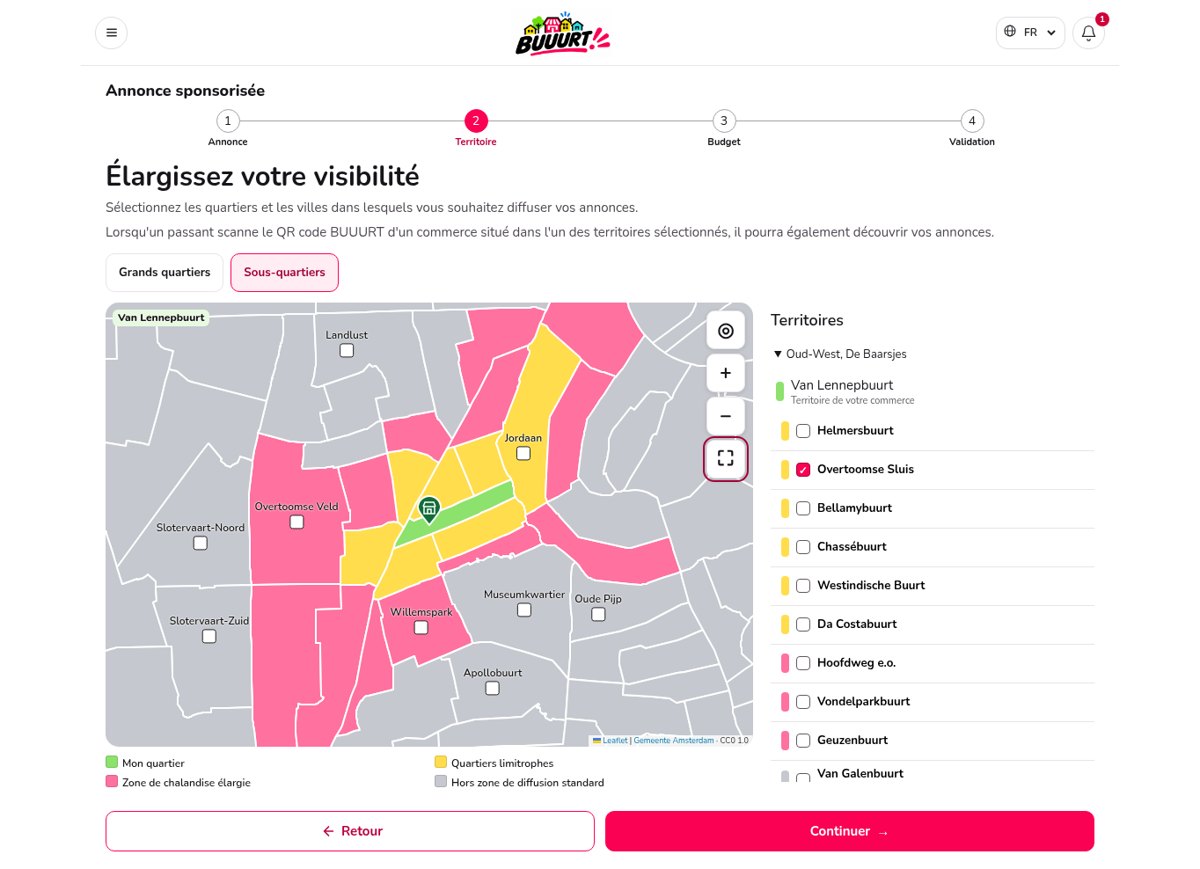 BUUURT!
FR
1
Annonce sponsorisée
1
2
3
4
Annonce
Territoire
Budget
Validation
Élargissez votre visibilité
Sélectionnez les quartiers et les villes dans lesquels vous souhaitez diffuser vos annonces.
Lorsqu'un passant scanne le QR code BUUURT d'un commerce situé dans l'un des territoires sélectionnés, il pourra également découvrir vos annonces.
Grands quartiers
Sous-quartiers
Van Lennepbuurt
Landlust
Jordaan
Overtoomse Veld
Slotervaart-Noord
Museumkwartier
Oude Pijp
Willemspark
Slotervaart-Zuid
Apollobuurt
+
−
Leaflet | Gemeente Amsterdam · CC0 1.0
Mon quartier
Quartiers limitrophes
Zone de chalandise élargie
Hors zone de diffusion standard
Territoires
▼ Oud-West, De Baarsjes
Van Lennepbuurt
Territoire de votre commerce
Helmersbuurt
Overtoomse Sluis
Bellamybuurt
Chassébuurt
Westindische Buurt
Da Costabuurt
Hoofdweg e.o.
Vondelparkbuurt
Geuzenbuurt
Van Galenbuurt
← Retour
Continuer →